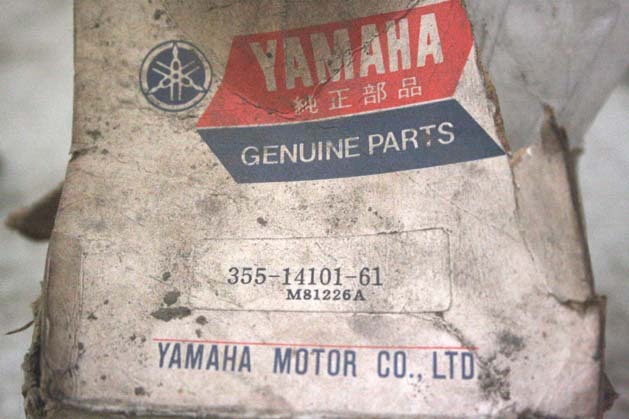 YAMAHA
純正部品
GENUINE PARTS
355-14101-61
M81226A
YAMAHA MOTOR CO., LTD